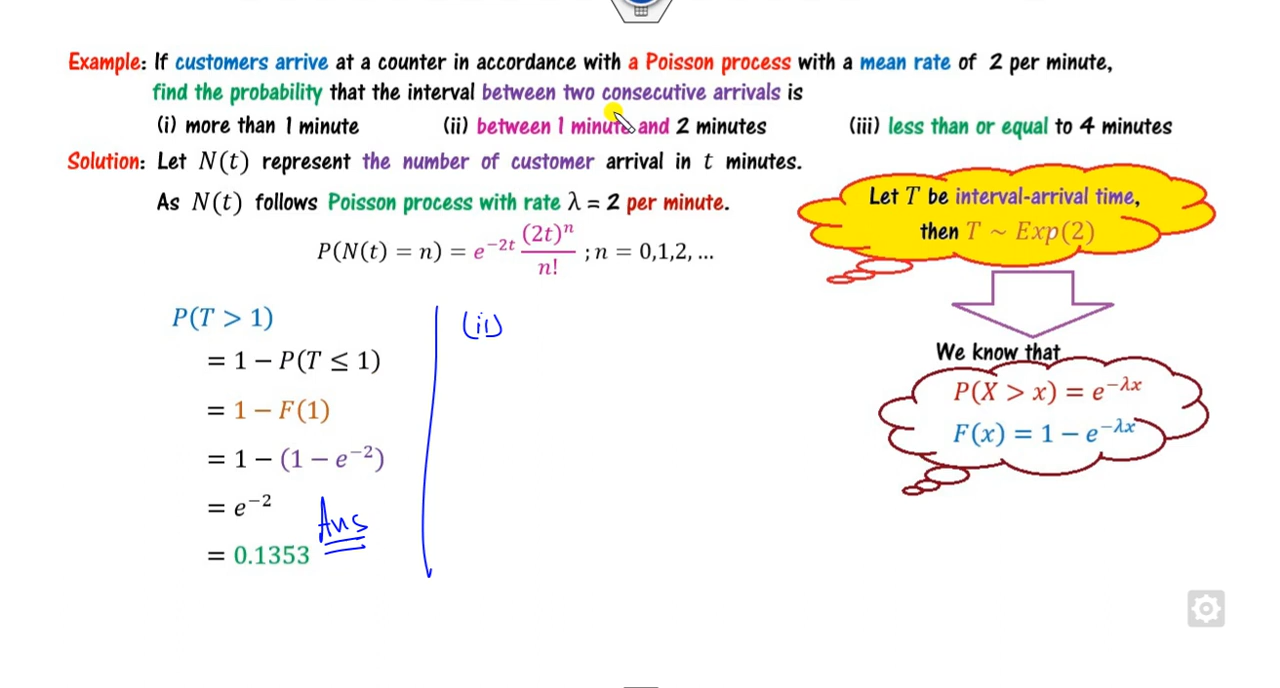 Example: If customers arrive at a counter in accordance with a Poisson process with a mean rate of 2 per minute,
find the probability that the interval between two consecutive arrivals is
(i) more than 1 minute (ii) between 1 minute and 2 minutes (iii) less than or equal to 4 minutes
Solution: Let N(t) represent the number of customer arrival in t minutes.
As N(t) follows Poisson process with rate λ = 2 per minute.
P(N(t) = n) = e^{-2t} \frac{(2t)^n}{n!} ; n = 0,1,2, ...
Let T be interval-arrival time,
then T ~ Exp(2)
P(T > 1)
= 1 − P(T ≤ 1)
= 1 − F(1)
= 1 − (1 − e^{−2})
= e^{−2}
= 0.1353
Ans
(ii)
We know that
P(X > x) = e^{−λx}
F(x) = 1 − e^{−λx}